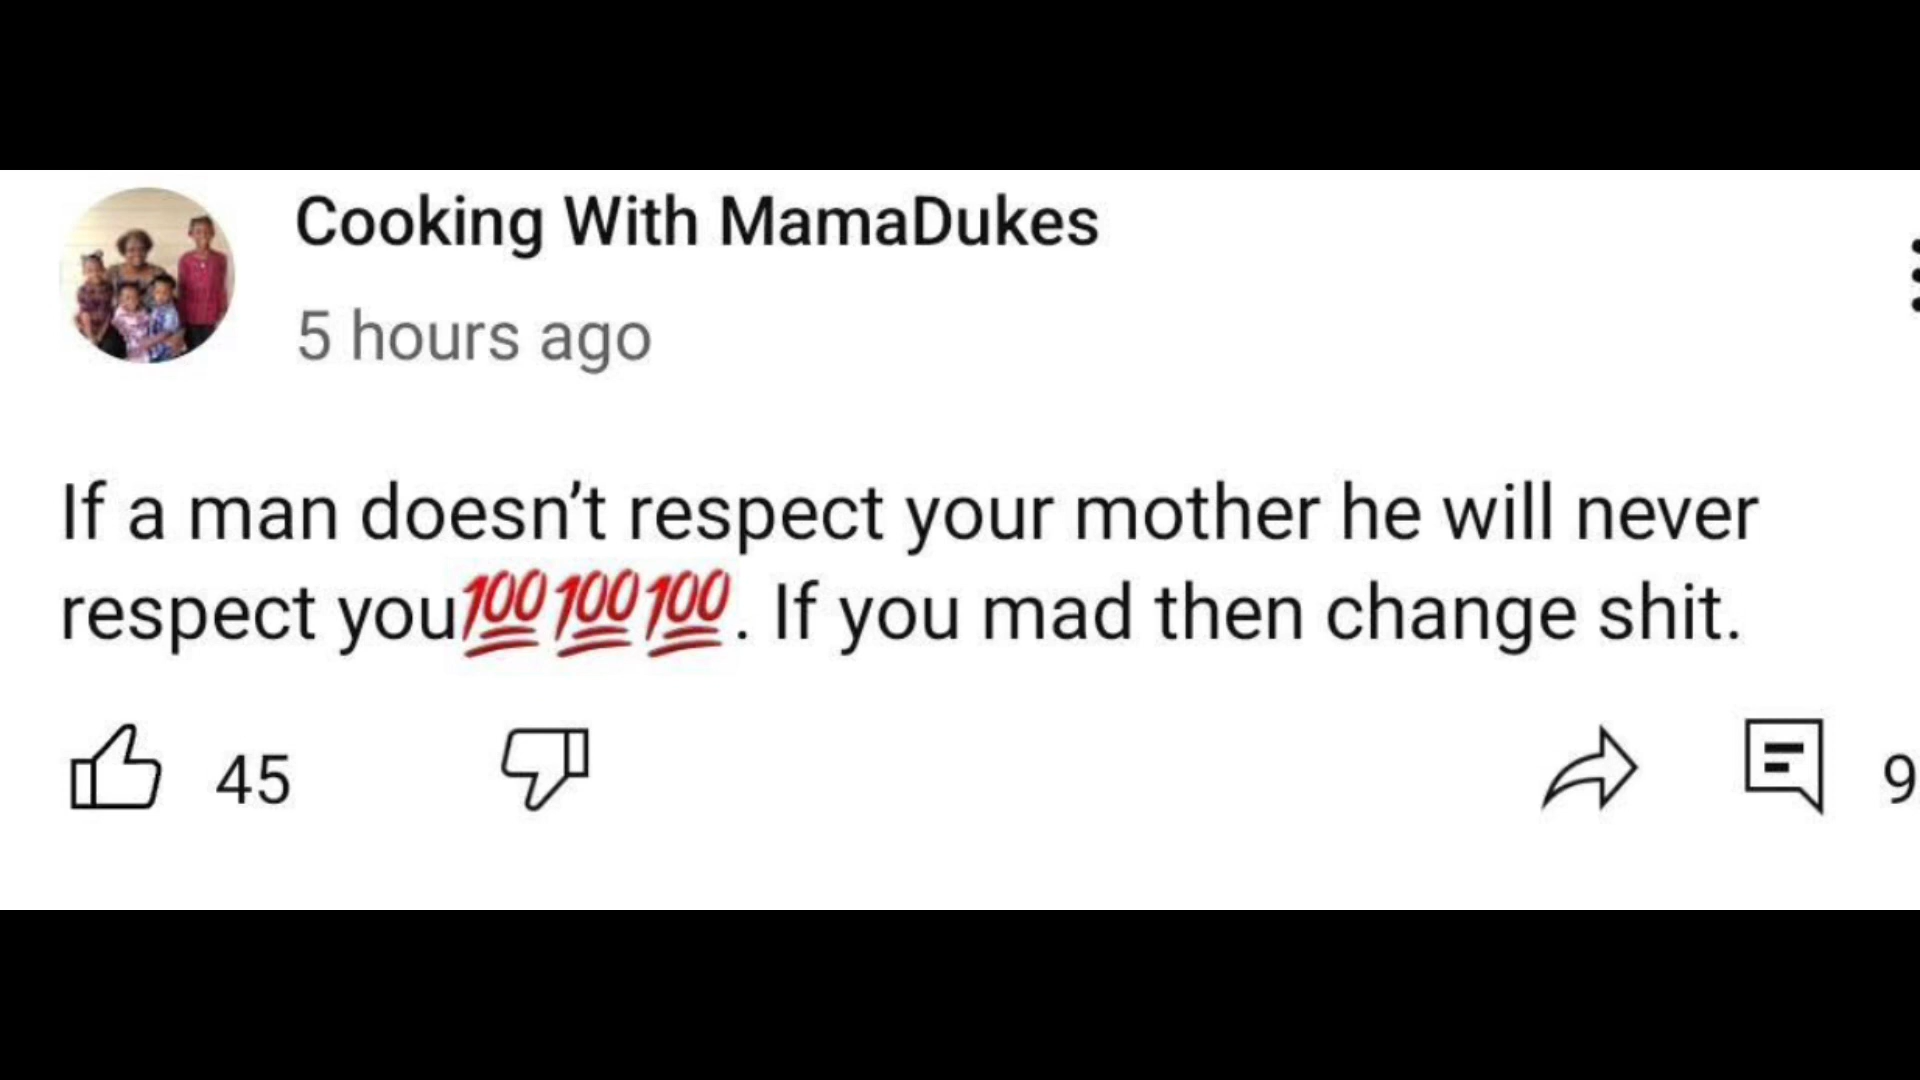 Cooking With MamaDukes
5 hours ago
If a man doesn't respect your mother he will never
respect you💯💯💯. If you mad then change shit.
45
9